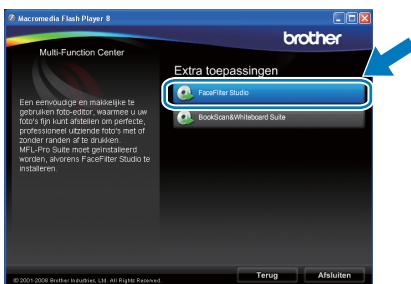 Macromedia Flash Player 8
brother
Multi-Function Center
Extra toepassingen
FaceFilter Studio
BookScan&Whiteboard Suite
Een eenvoudige en makkelijke te
gebruiken foto-editor, waarmee u uw
foto's fijn kunt afstellen om perfecte,
professioneel uitziende foto's met of
zonder randen af te drukken.
MFL-Pro Suite moet geïnstalleerd
worden, alvorens FaceFilter Studio te
installeren.
Terug
Afsluiten
© 2001-2008 Brother Industries, Ltd. All Rights Reserved.